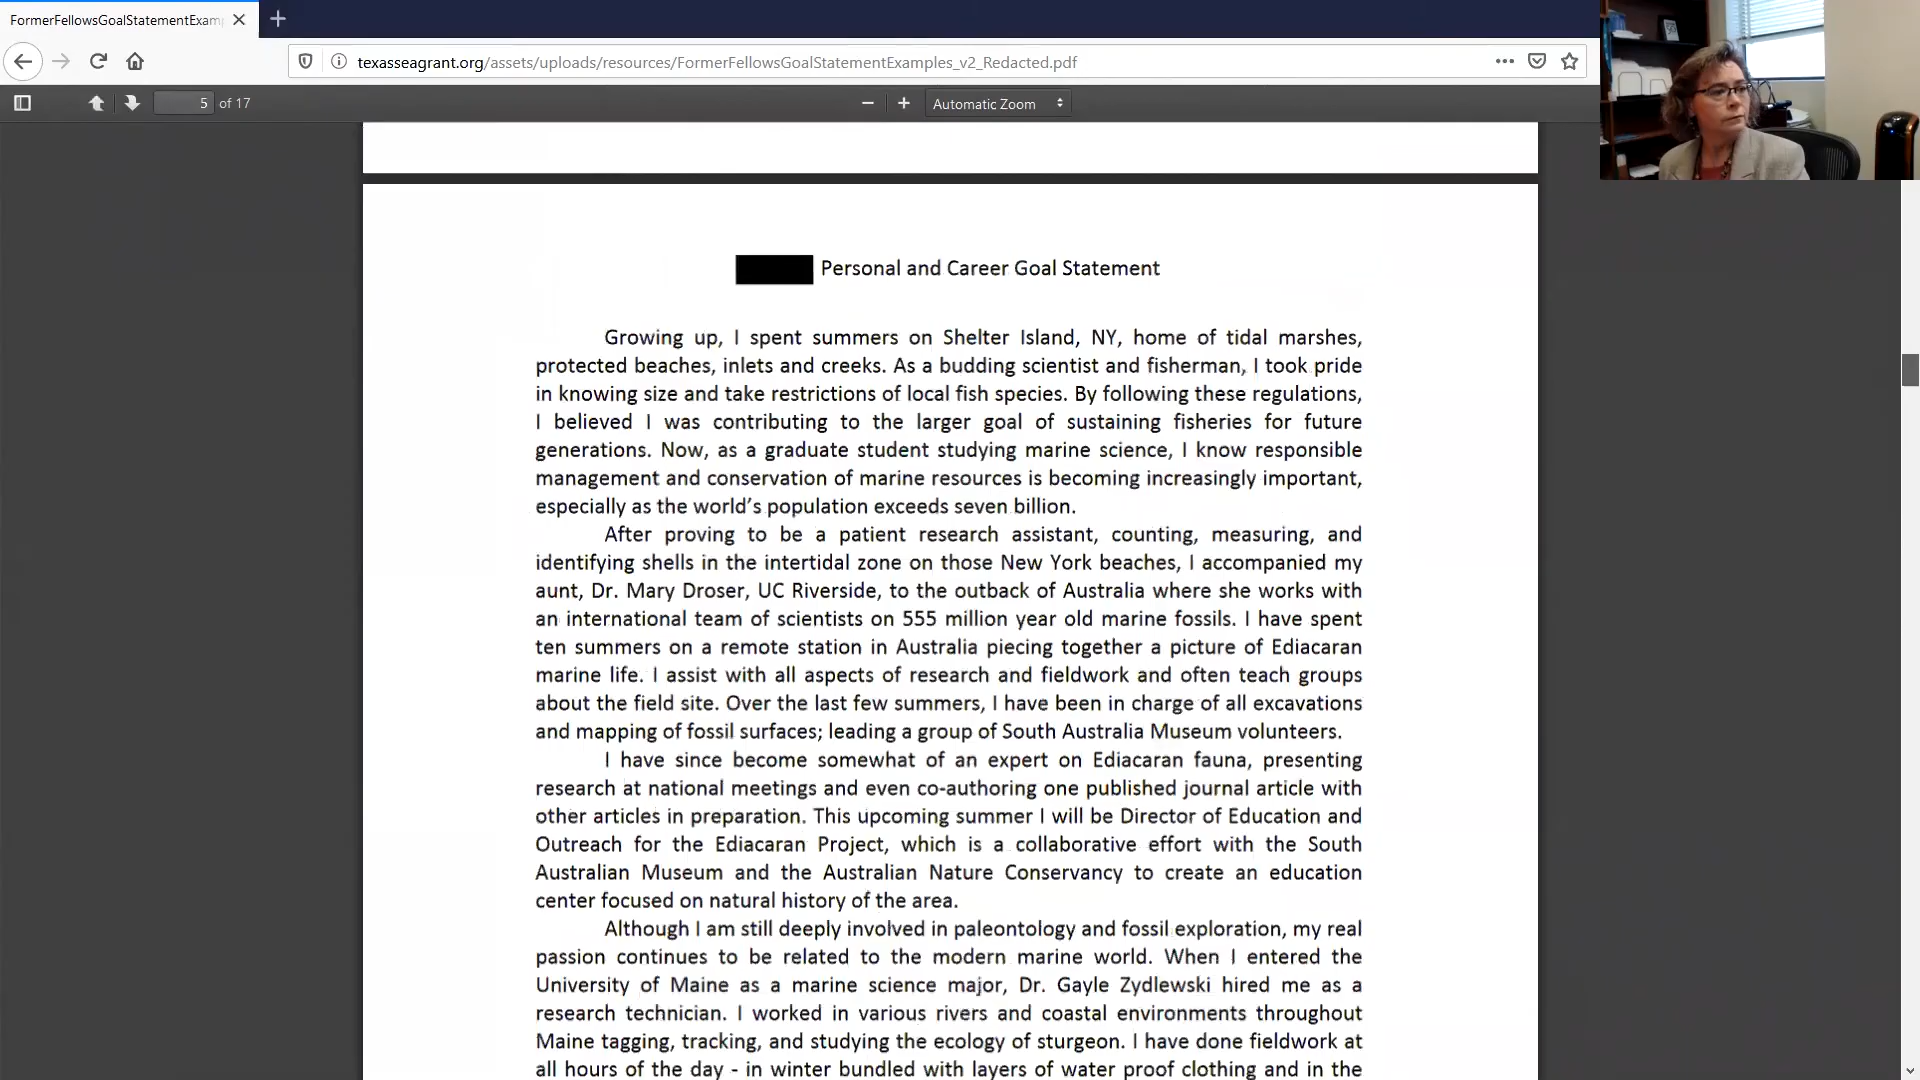 FormerFellowsGoalStatementExam
texasseagrant.org/assets/uploads/resources/FormerFellowsGoalStatementExamples_v2_Redacted.pdf
5 of 17
Automatic Zoom
Personal and Career Goal Statement
Growing up, I spent summers on Shelter Island, NY, home of tidal marshes,
protected beaches, inlets and creeks. As a budding scientist and fisherman, I took pride
in knowing size and take restrictions of local fish species. By following these regulations,
I believed I was contributing to the larger goal of sustaining fisheries for future
generations. Now, as a graduate student studying marine science, I know responsible
management and conservation of marine resources is becoming increasingly important,
especially as the world’s population exceeds seven billion.
After proving to be a patient research assistant, counting, measuring, and
identifying shells in the intertidal zone on those New York beaches, I accompanied my
aunt, Dr. Mary Droser, UC Riverside, to the outback of Australia where she works with
an international team of scientists on 555 million year old marine fossils. I have spent
ten summers on a remote station in Australia piecing together a picture of Ediacaran
marine life. I assist with all aspects of research and fieldwork and often teach groups
about the field site. Over the last few summers, I have been in charge of all excavations
and mapping of fossil surfaces; leading a group of South Australia Museum volunteers.
I have since become somewhat of an expert on Ediacaran fauna, presenting
research at national meetings and even co-authoring one published journal article with
other articles in preparation. This upcoming summer I will be Director of Education and
Outreach for the Ediacaran Project, which is a collaborative effort with the South
Australian Museum and the Australian Nature Conservancy to create an education
center focused on natural history of the area.
Although I am still deeply involved in paleontology and fossil exploration, my real
passion continues to be related to the modern marine world. When I entered the
University of Maine as a marine science major, Dr. Gayle Zydlewski hired me as a
research technician. I worked in various rivers and coastal environments throughout
Maine tagging, tracking, and studying the ecology of sturgeon. I have done fieldwork at
all hours of the day - in winter bundled with layers of water proof clothing and in the